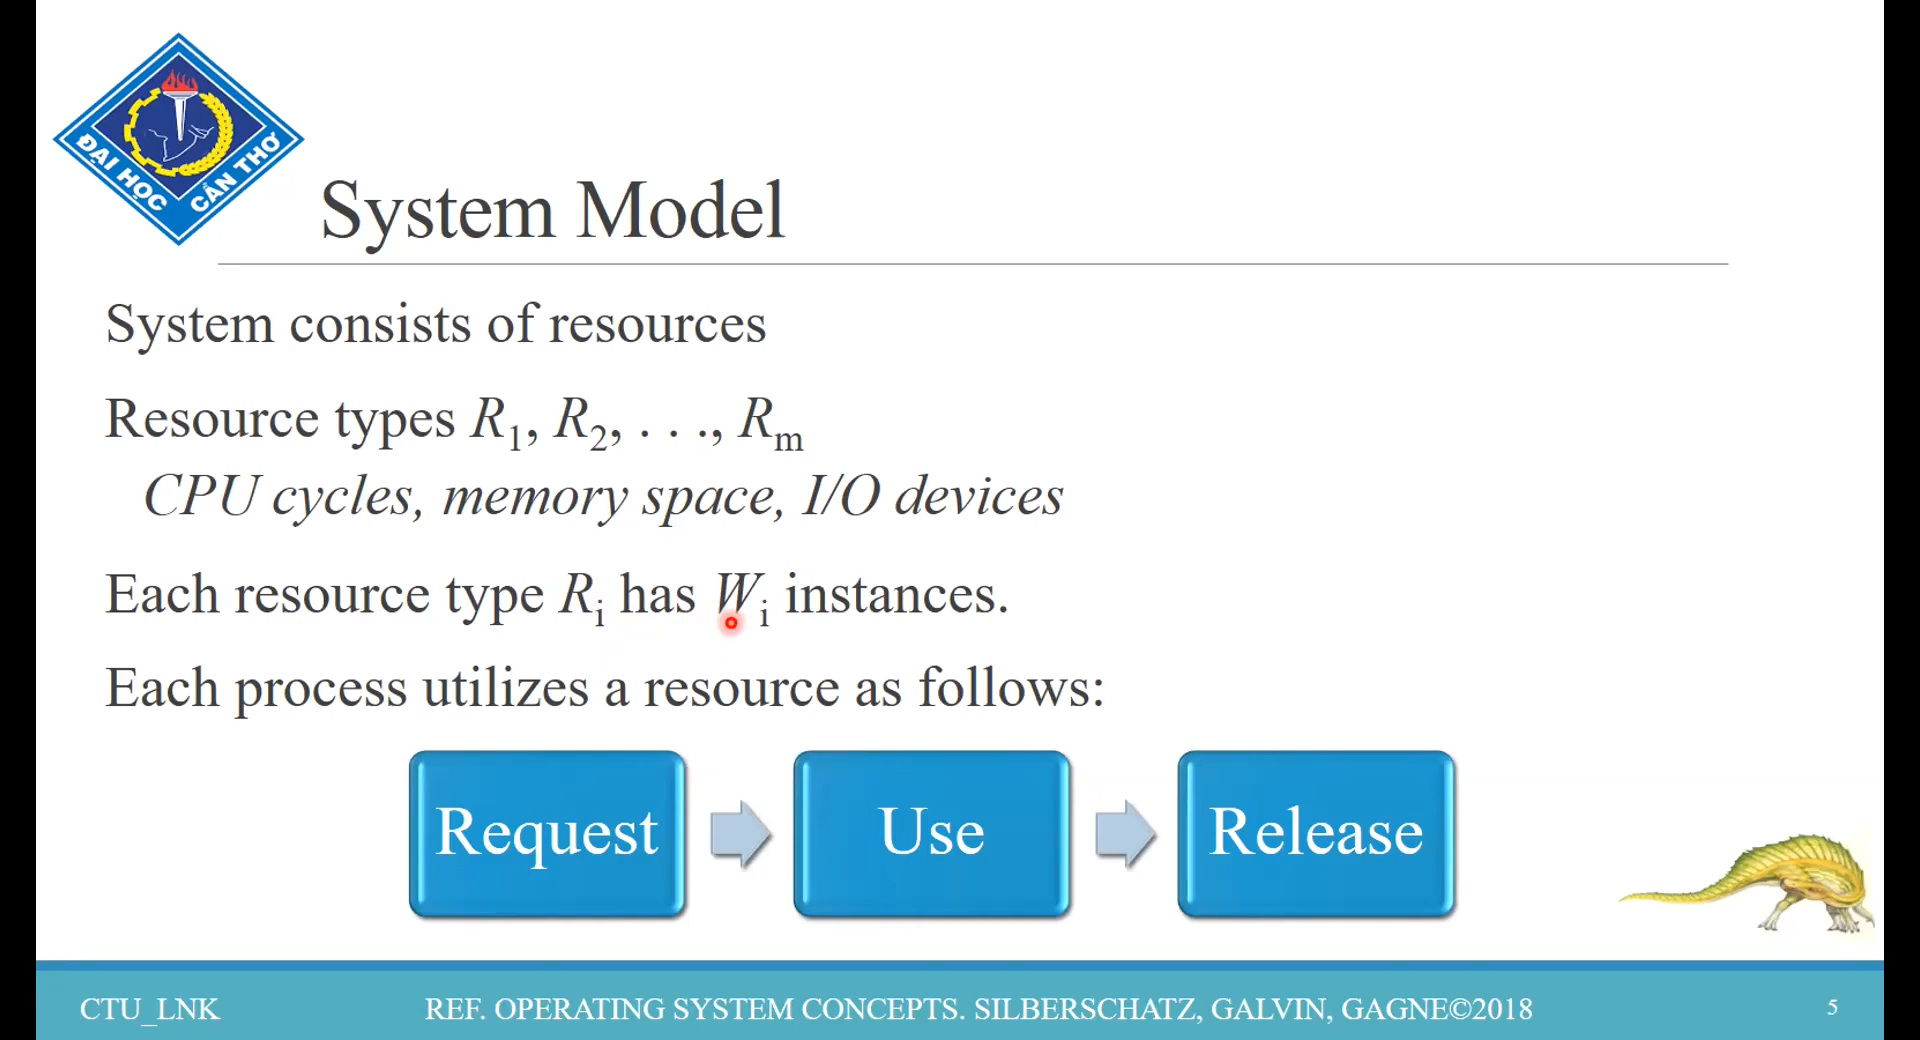 ĐẠI HỌC CẦN THƠ
System Model
System consists of resources
Resource types R1, R2, . . ., Rm
CPU cycles, memory space, I/O devices
Each resource type Ri has Wi instances.
Each process utilizes a resource as follows:
Request Use Release
CTU_LNK REF. OPERATING SYSTEM CONCEPTS. SILBERSCHATZ, GALVIN, GAGNE©2018 5